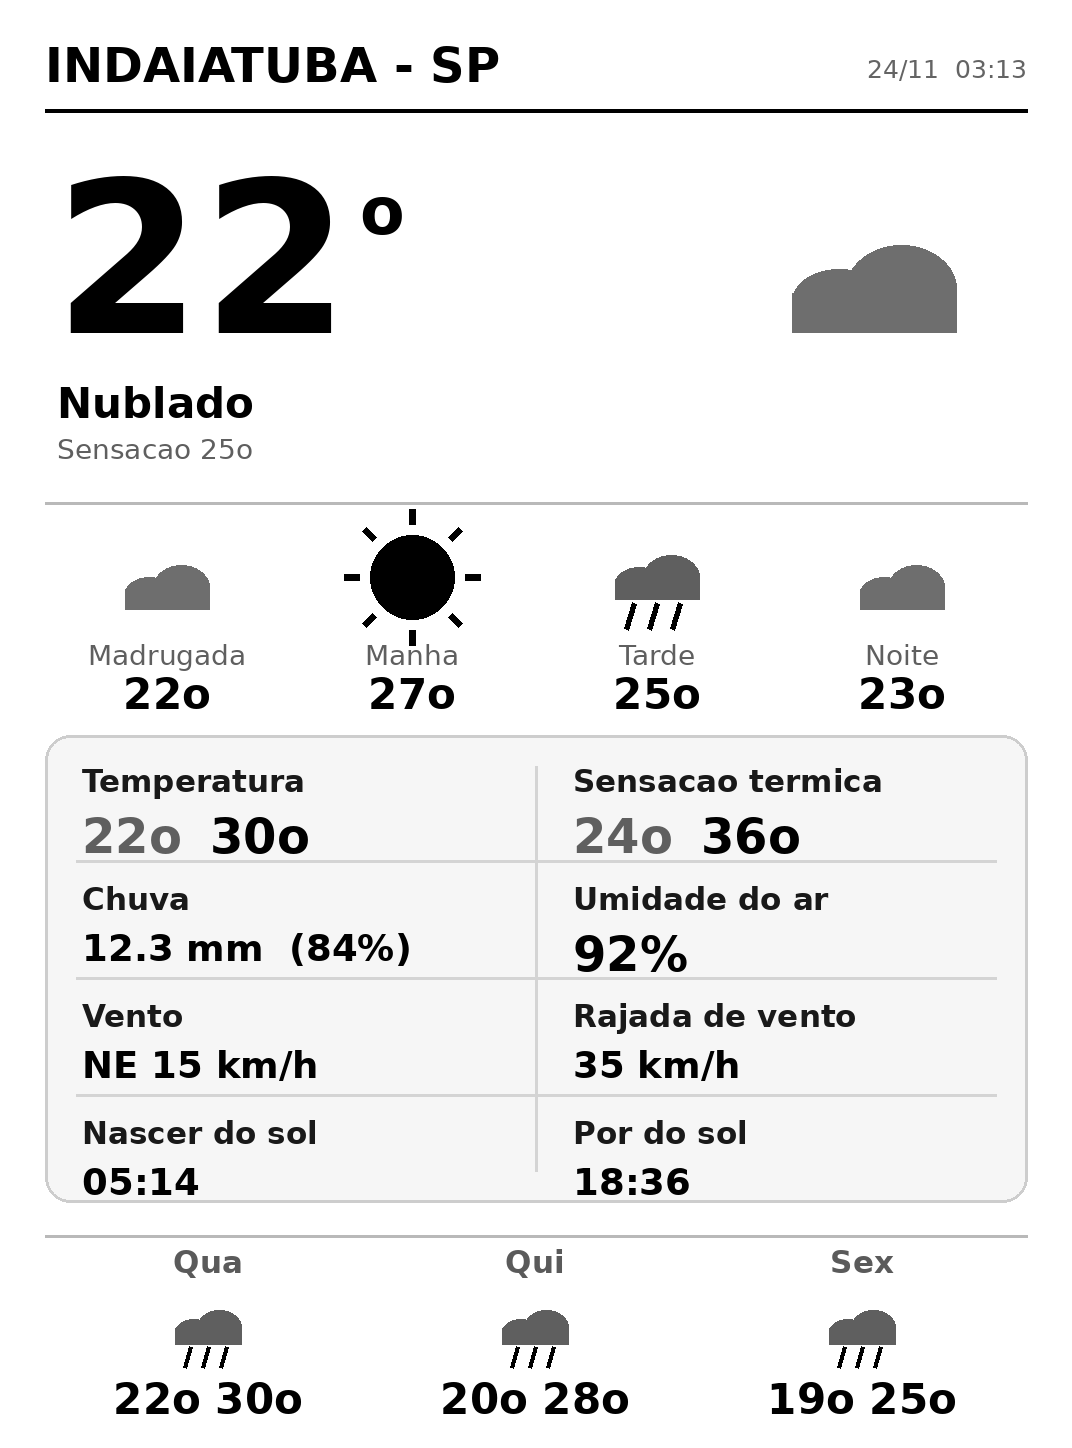 INDAIATUBA - SP 24/11 03:13
22o
Nublado
Sensacao 25o
Madrugada Manha Tarde Noite
22o 27o 25o 23o
Temperatura Sensacao termica
22o 30o 24o 36o
Chuva Umidade do ar
12.3 mm (84%) 92%
Vento Rajada de vento
NE 15 km/h 35 km/h
Nascer do sol Por do sol
05:14 18:36
Qua Qui Sex
22o 30o 20o 28o 19o 25o